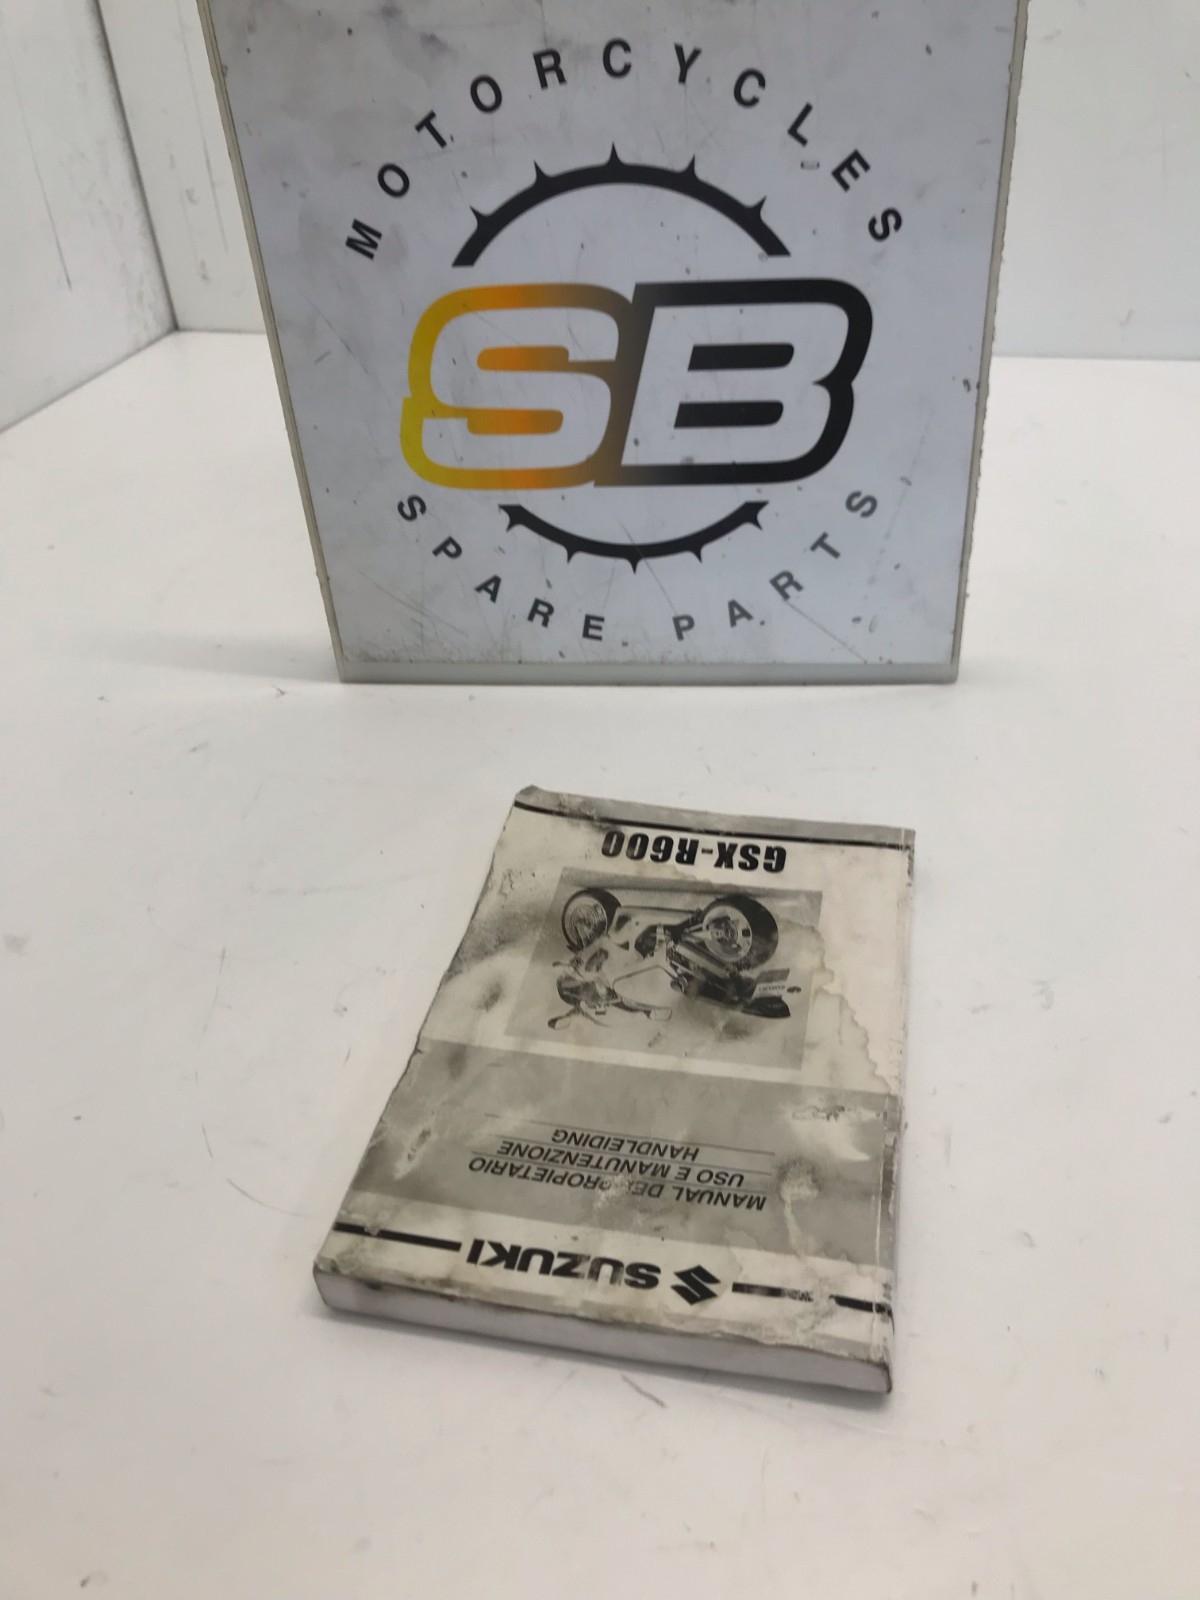 MOTORCYCLES
SB
SPARE PARTS
SUZUKI
MANUAL DEL PROPIETARIO
USO E MANUTENZIONE
HANDLEIDING
GSX-R600